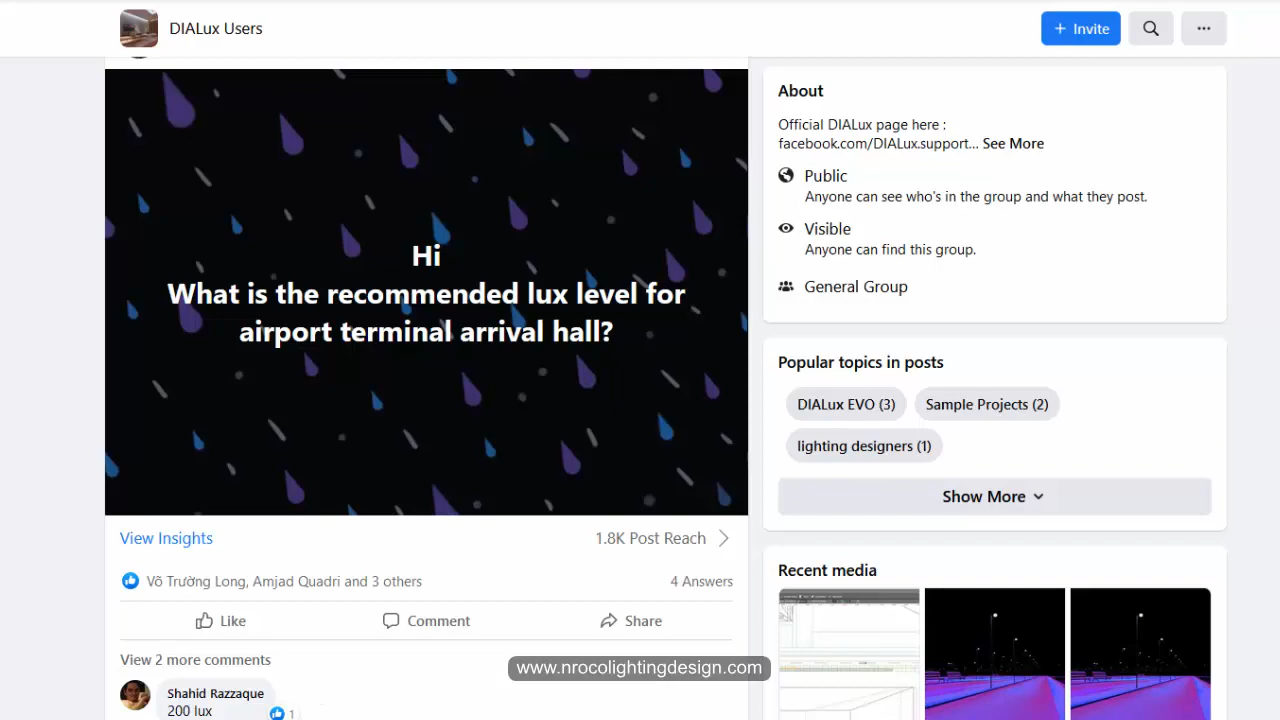 DIALux Users
+ Invite
Hi
What is the recommended lux level for
airport terminal arrival hall?
View Insights
1.8K Post Reach
Võ Trường Long, Amjad Quadri and 3 others
4 Answers
Like
Comment
Share
View 2 more comments
Shahid Razzaque
200 lux
1
www.nrocolightingdesign.com
About
Official DIALux page here :
facebook.com/DIALux.support... See More
Public
Anyone can see who's in the group and what they post.
Visible
Anyone can find this group.
General Group
Popular topics in posts
DIALux EVO (3)
Sample Projects (2)
lighting designers (1)
Show More
Recent media